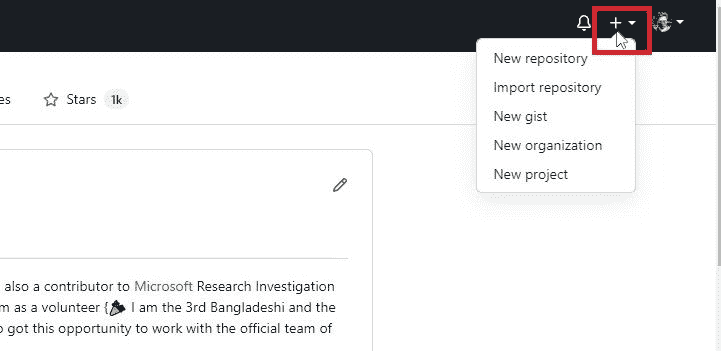 New repository
Import repository
New gist
New organization
New project
es
Stars 1k
also a contributor to Microsoft Research Investigation
m as a volunteer { I am the 3rd Bangladeshi and the
o got this opportunity to work with the official team of